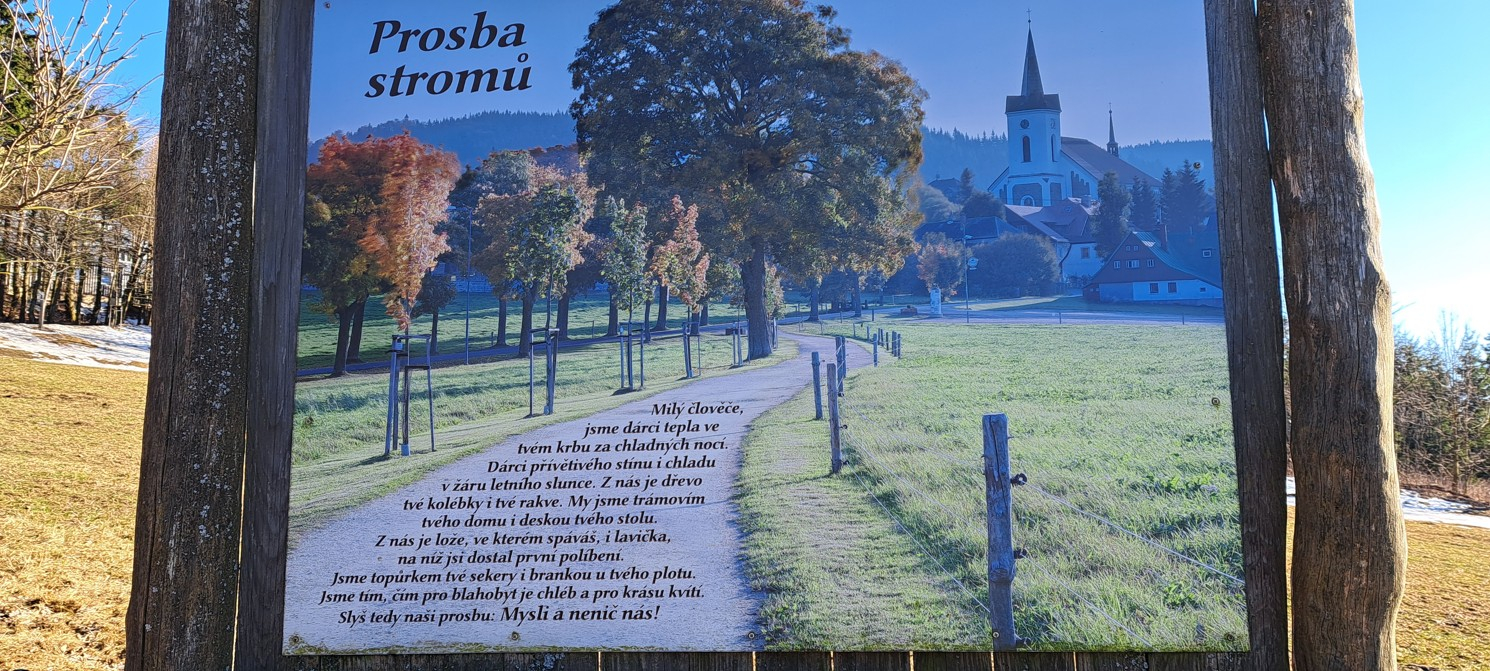 Prosba
stromů
Milý člověče,
jsme dárci tepla ve
tvém krbu za chladných nocí.
Dárci přívětivého stínu i chladu
v žáru letního slunce. Z nás je dřevo
tvé kolébky i tvé rakve. My jsme trámovím
tvého domu i deskou tvého stolu.
Z nás je lože, ve kterém spáváš, i lavička,
na níž jsi dostal první políbení.
Jsme topůrkem tvé sekery i brankou u tvého plotu.
Jsme tím, čím pro blahobyt je chléb a pro krásu kvítí.
Slyš tedy naši prosbu: Mysli a nenič nás!